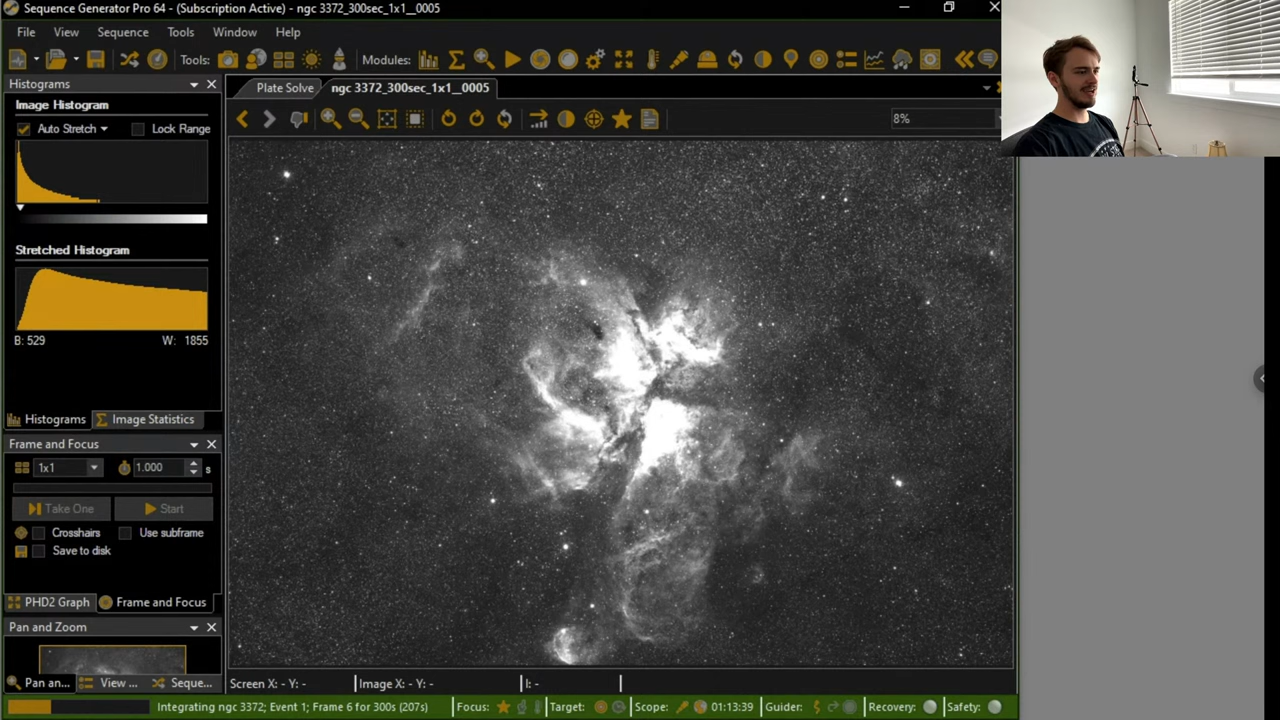 Sequence Generator Pro 64 - (Subscription Active) - ngc 3372_300sec_1x1__0005
File View Sequence Tools Window Help
Tools: Modules:
Histograms
Plate Solve ngc 3372_300sec_1x1__0005
Image Histogram
Auto Stretch Lock Range
8%
Stretched Histogram
B: 529 W: 1855
Histograms Image Statistics
Frame and Focus
1x1 1.000 s
Take One Start
Crosshairs Use subframe
Save to disk
PHD2 Graph Frame and Focus
Pan and Zoom
Pan an... View ... Seque...
Screen X: - Y: - Image X: - Y: - I: -
Integrating ngc 3372; Event 1; Frame 6 for 300s (207s) Focus: Target: Scope: 01:13:39 Guider: Recovery: Safety: